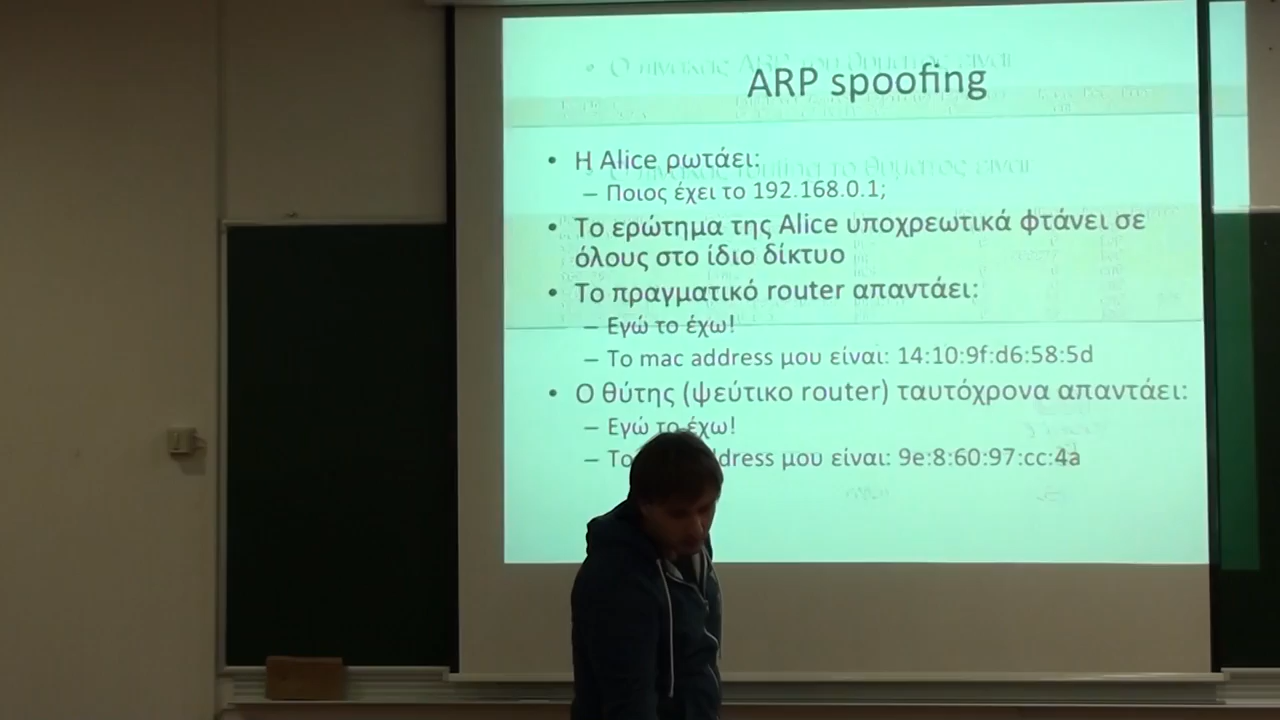 ARP spoofing
• Η Alice ρωτάει:
– Ποιος έχει το 192.168.0.1;
• Το ερώτημα της Alice υποχρεωτικά φτάνει σε
όλους στο ίδιο δίκτυο
• Το πραγματικό router απαντάει:
– Εγώ το έχω!
– Το mac address μου είναι: 14:10:9f:d6:58:5d
• Ο θύτης (ψεύτικο router) ταυτόχρονα απαντάει:
– Εγώ το έχω!
– Το μου είναι: 9e:8:60:97:cc:4a